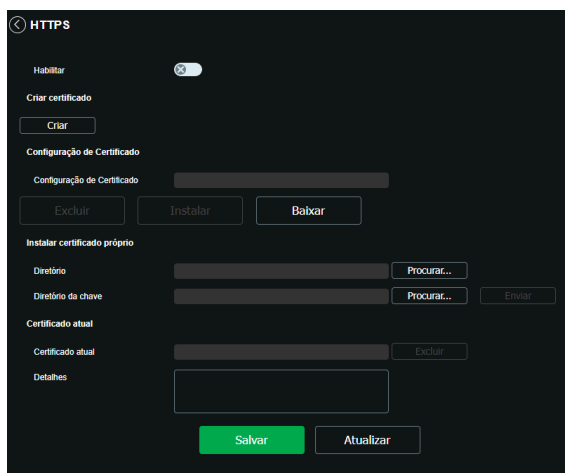 HTTPS
Habilitar
Criar certificado
Criar
Configuração de Certificado
Configuração de Certificado
Excluir Instalar Baixar
Instalar certificado próprio
Diretório Procurar...
Diretório da chave Procurar... Enviar
Certificado atual
Certificado atual Excluir
Detalhes
Salvar Atualizar